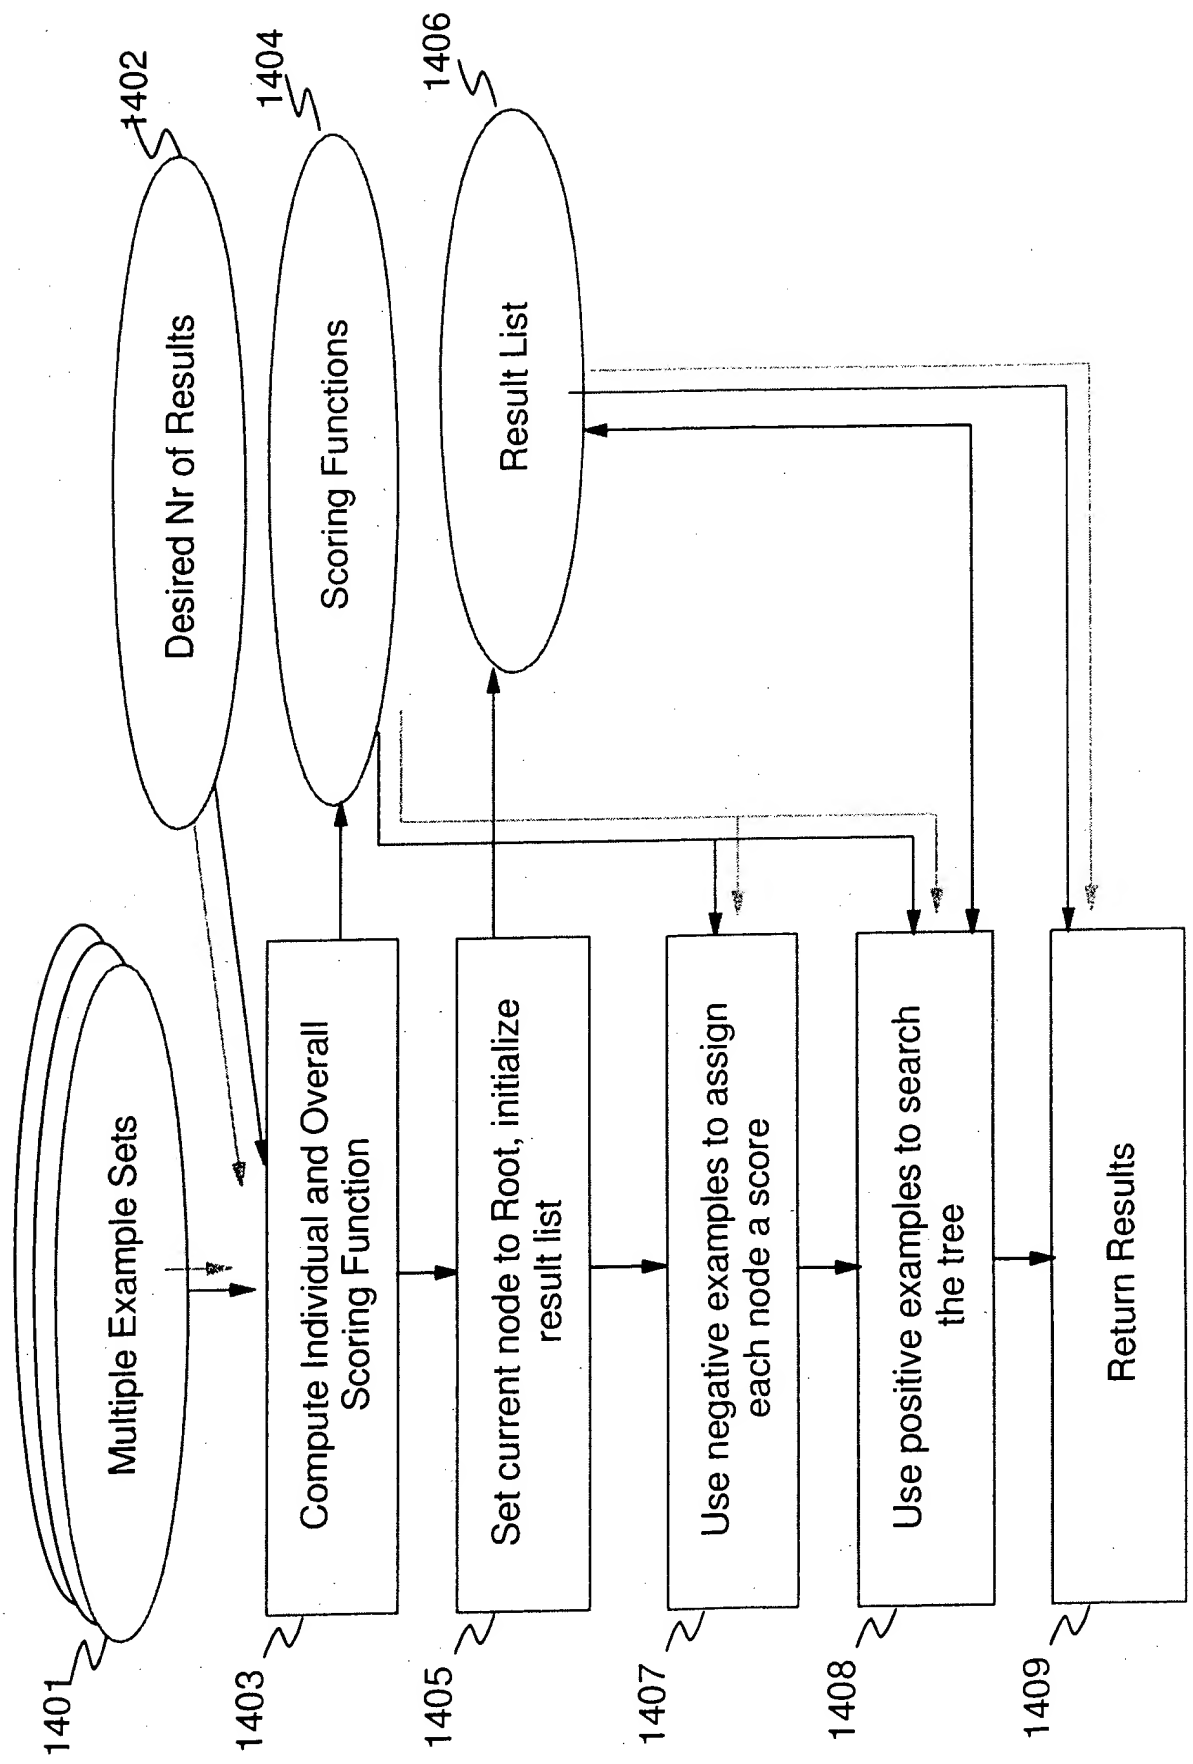 1401
Multiple Example Sets
Desired Nr of Results
1402
1403
Compute Individual and Overall
Scoring Function
Scoring Functions
1404
1405
Set current node to Root, initialize
result list
Result List
1406
1407
Use negative examples to assign
each node a score
1408
Use positive examples to search
the tree
1409
Return Results